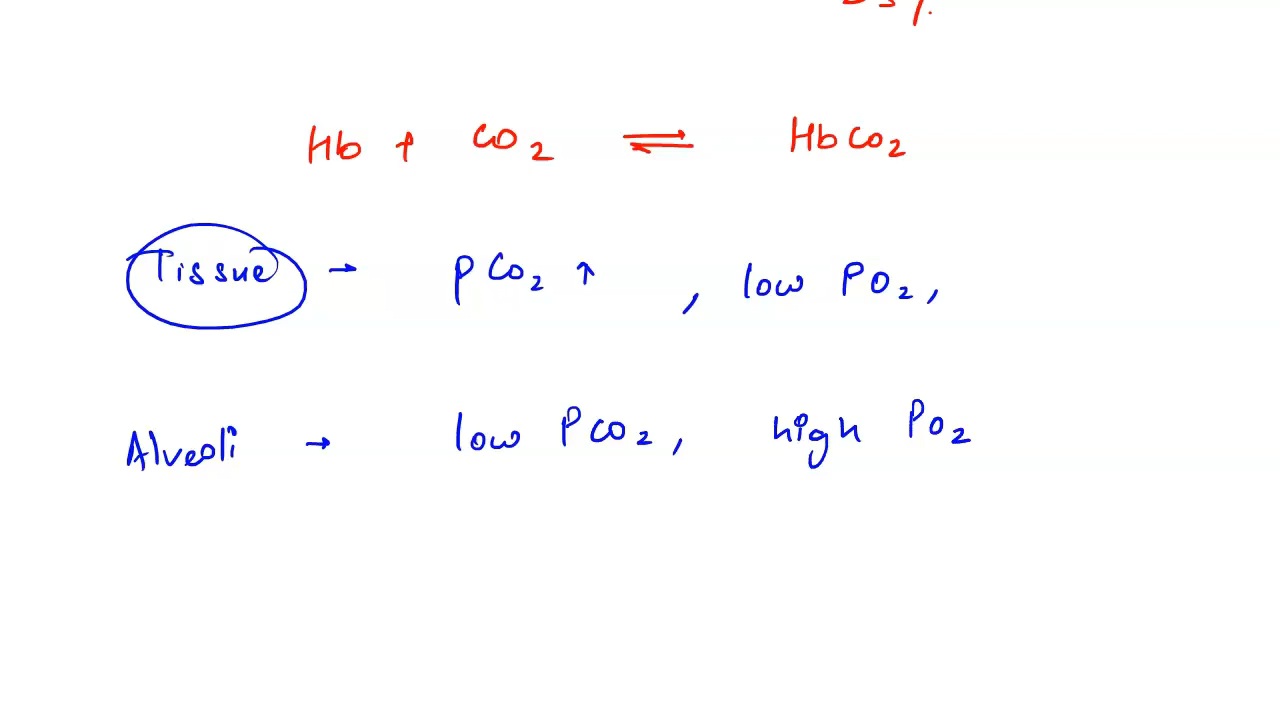 Hb + CO2 ⇌ HbCO2
Tissue → pCO2 ↑ , low PO2,
Alveoli → low PCO2, high PO2